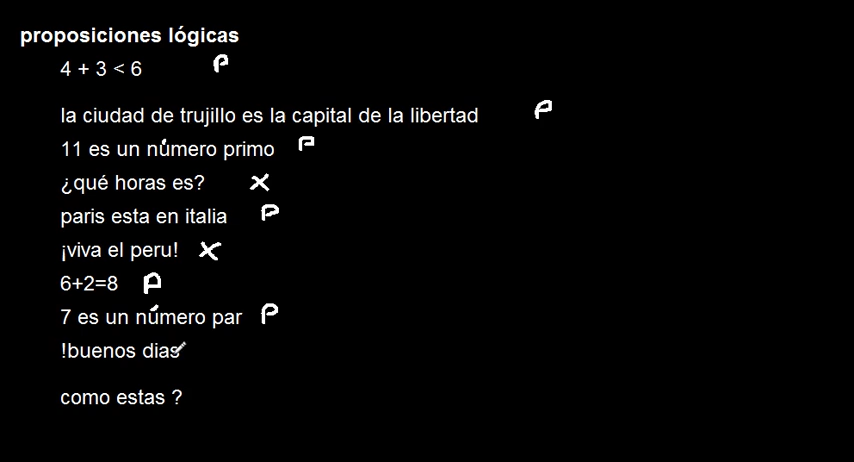 proposiciones lógicas
4 + 3 < 6 P
la ciudad de trujillo es la capital de la libertad P
11 es un número primo P
¿qué horas es? X
paris esta en italia P
¡viva el peru! X
6+2=8 P
7 es un número par P
!buenos dias
como estas ?